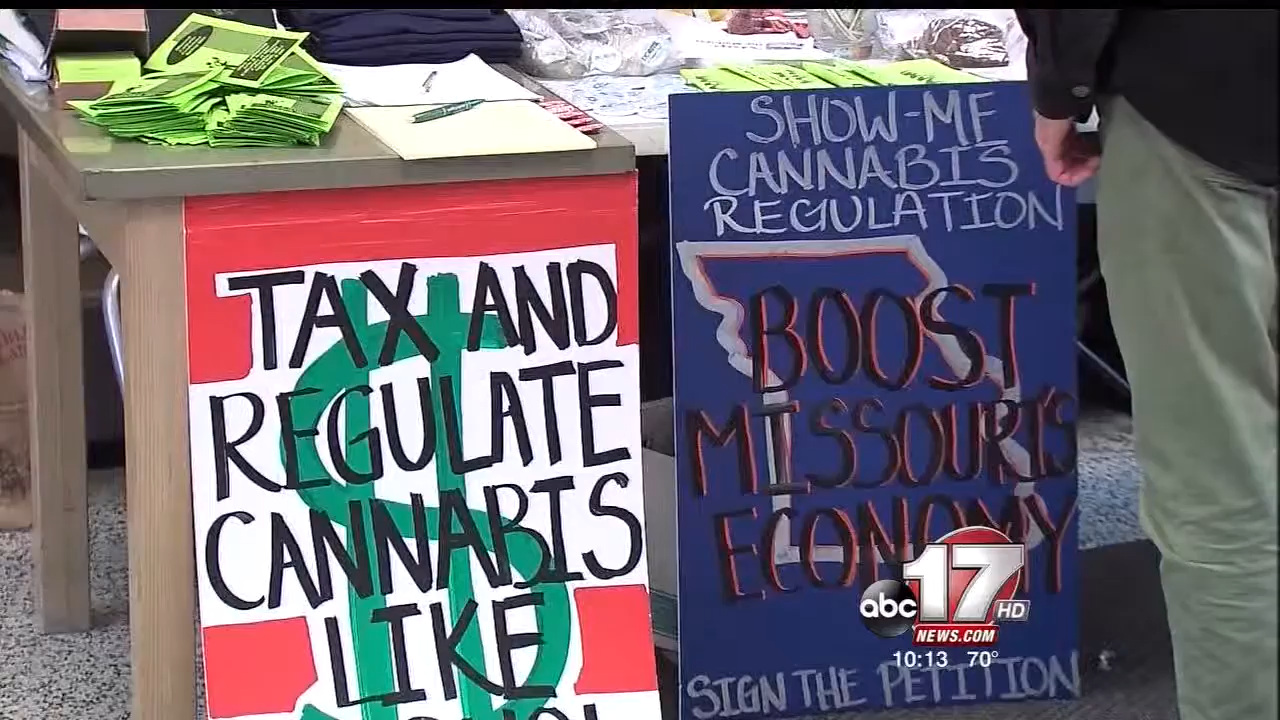 TAX AND
REGULATE
CANNABIS
LIKE
SHOW-ME
CANNABIS
REGULATION
BOOST
MISSOURI'S
ECONOMY
SIGN THE PETITION
abc 17 HD
NEWS.COM
10:13 70°